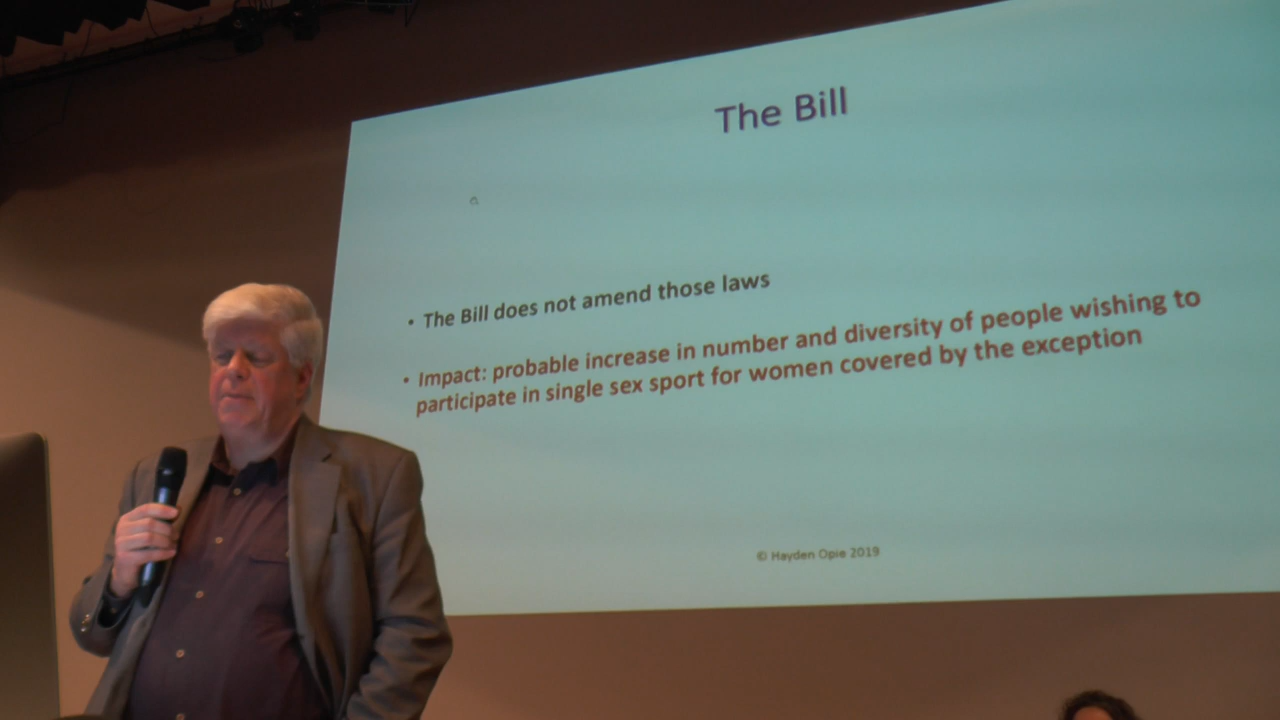 The Bill
• The Bill does not amend those laws
• Impact: probable increase in number and diversity of people wishing to
participate in single sex sport for women covered by the exception
© Hayden Opie 2019